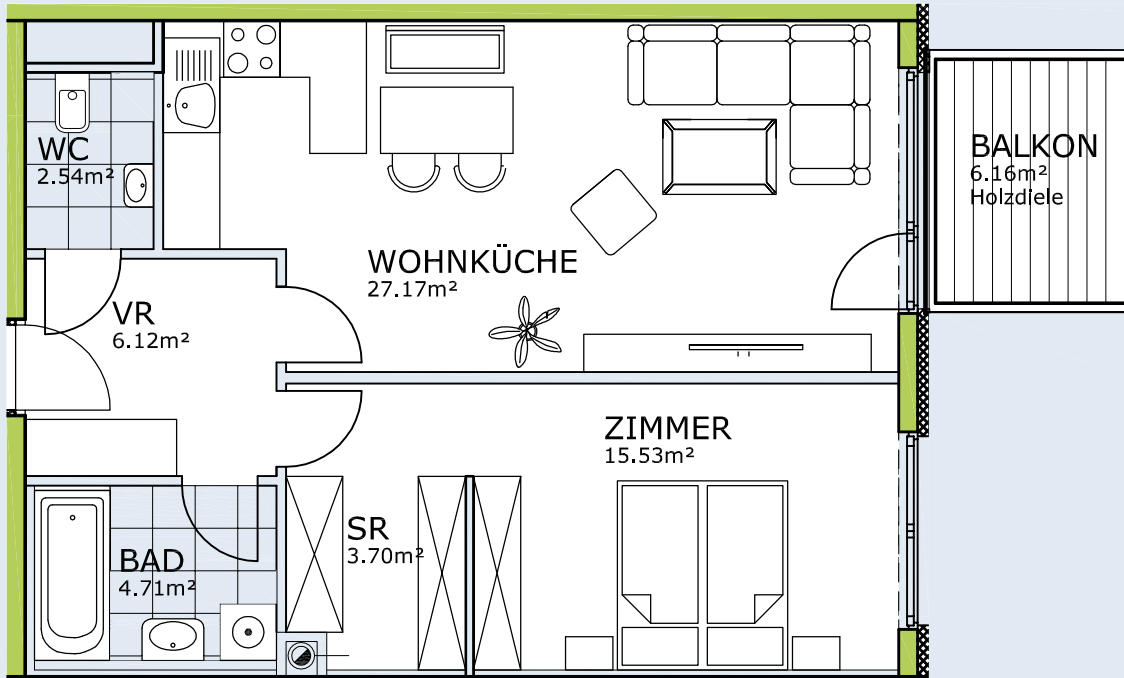 WC
2.54m²
BALKON
6.16m²
Holzdiele
WOHNKÜCHE
27.17m²
VR
6.12m²
ZIMMER
15.53m²
SR
3.70m²
BAD
4.71m²